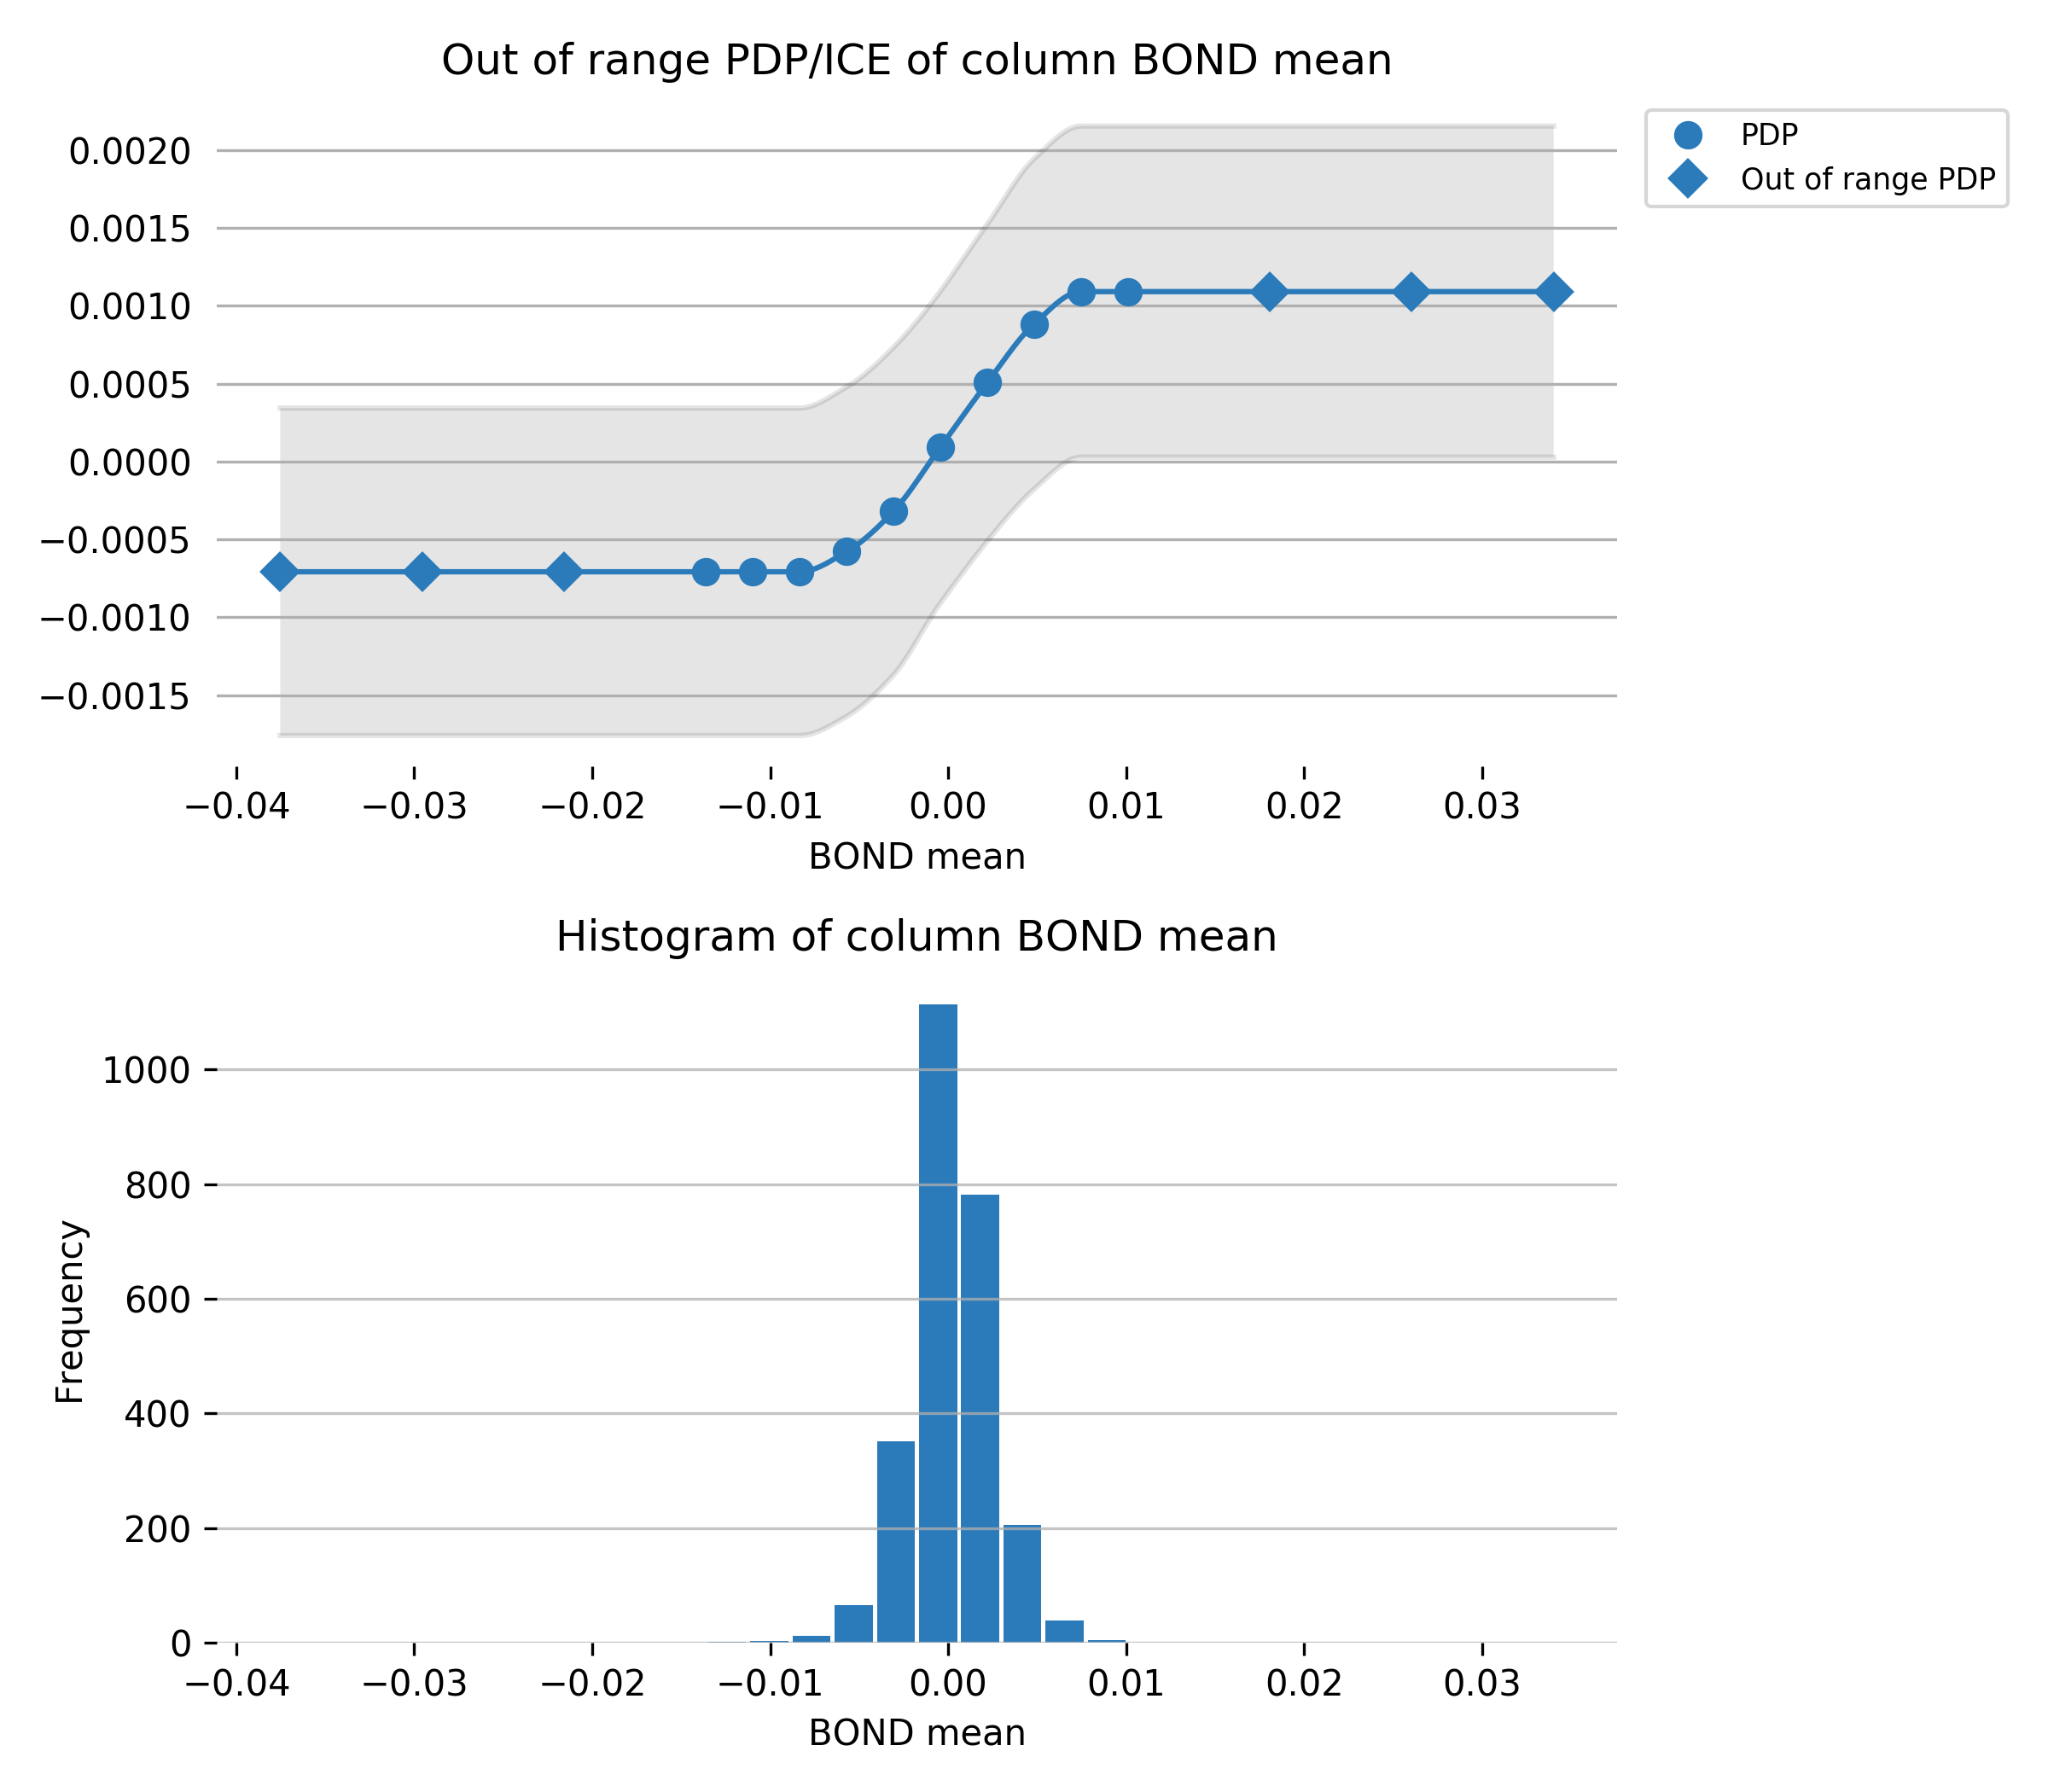 Out of range PDP/ICE of column BOND mean
PDP
Out of range PDP
0.0020
0.0015
0.0010
0.0005
0.0000
−0.0005
−0.0010
−0.0015
−0.04 −0.03 −0.02 −0.01 0.00 0.01 0.02 0.03
BOND mean
Histogram of column BOND mean
1000
800
600
400
200
0
Frequency
−0.04 −0.03 −0.02 −0.01 0.00 0.01 0.02 0.03
BOND mean